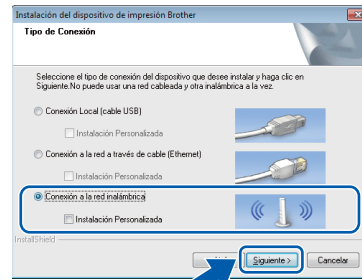 Instalación del dispositivo de impresión Brother
Tipo de Conexión
Seleccione el tipo de conexión del dispositivo que desee instalar y haga clic en
Siguiente.No puede usar una red cableada y otra inalámbrica a la vez.
Conexión Local (cable USB)
Instalación Personalizada
Conexión a la red a través de cable (Ethernet)
Instalación Personalizada
Conexión a la red inalámbrica
Instalación Personalizada
InstallShield
Siguiente > Cancelar